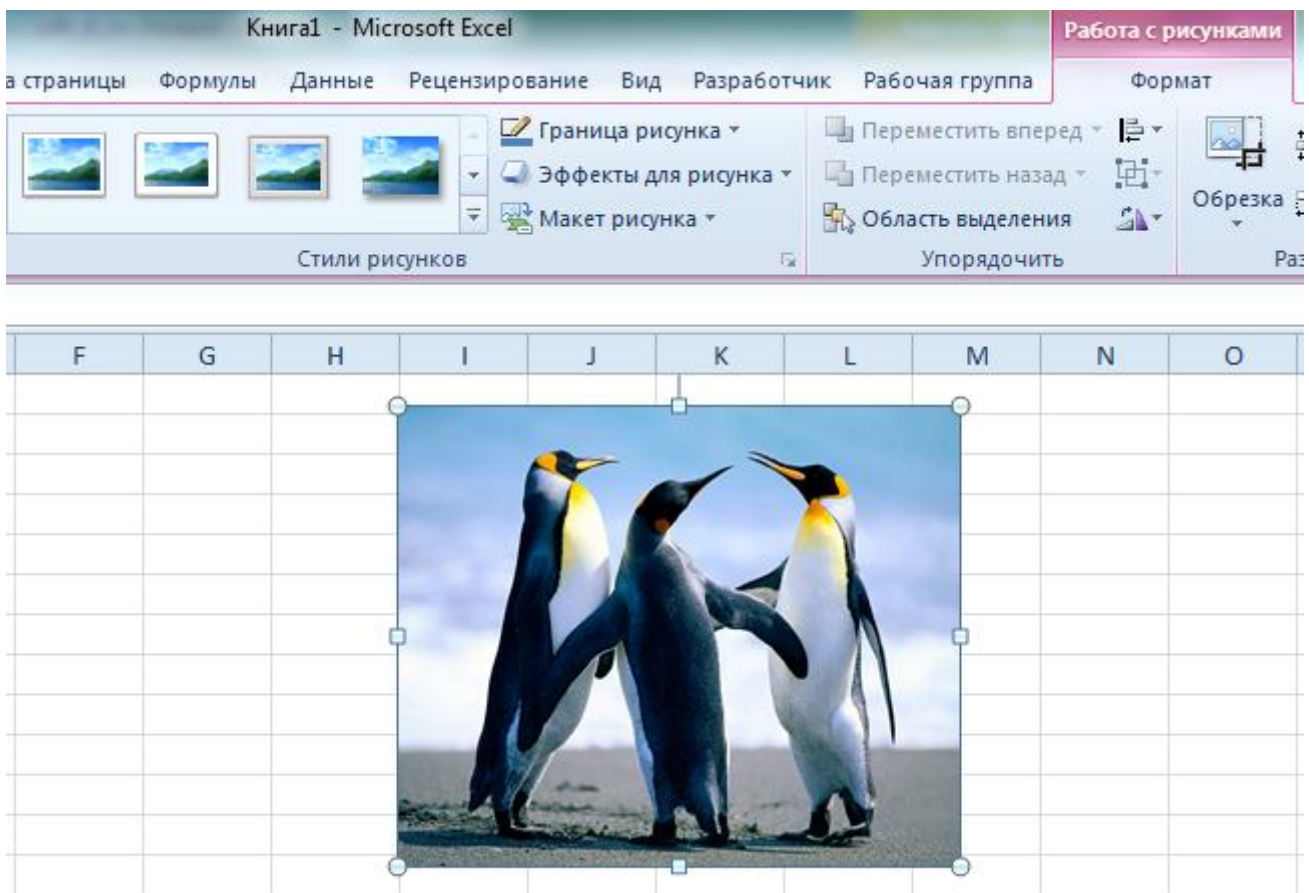 Книга1 - Microsoft Excel
Работа с рисунками
а страницы Формулы Данные Рецензирование Вид Разработчик Рабочая группа Формат
Граница рисунка
Эффекты для рисунка
Макет рисунка
Стили рисунков
Переместить вперед
Переместить назад
Область выделения
Упорядочить
Обрезка
Раз
F G H I J K L M N O